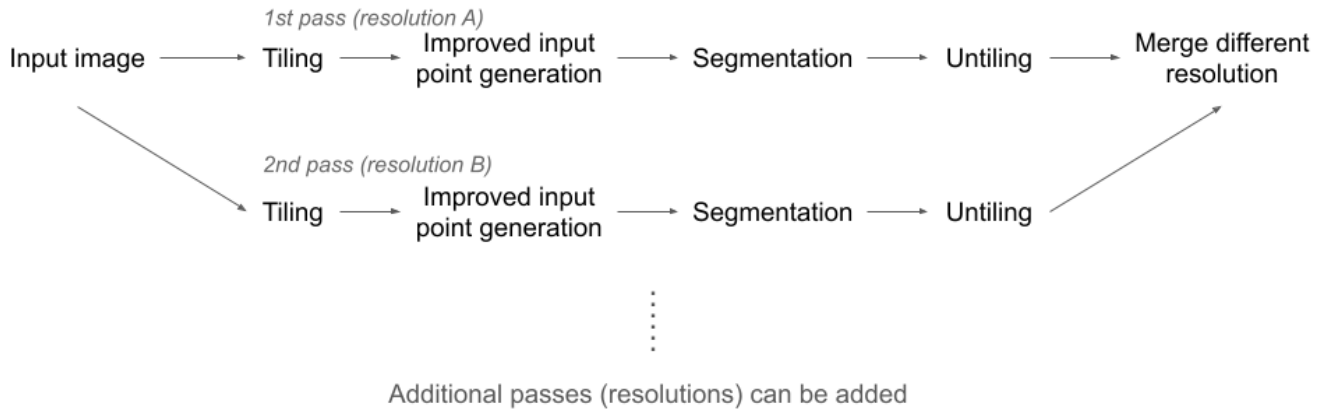 1st pass (resolution A)
Input image
Tiling
Improved input
point generation
Segmentation
Untiling
Merge different
resolution
2nd pass (resolution B)
Tiling
Improved input
point generation
Segmentation
Untiling
Additional passes (resolutions) can be added